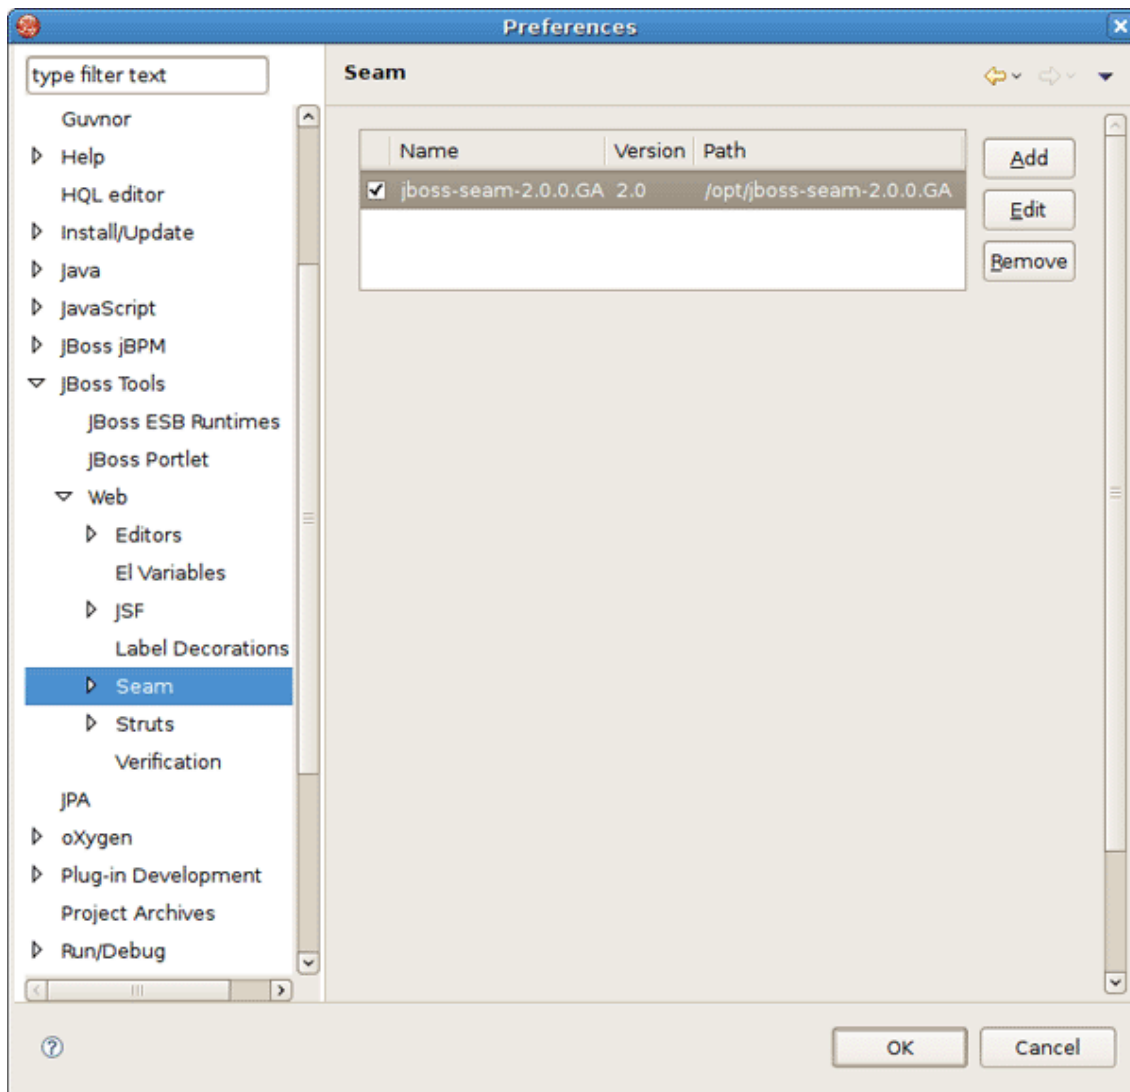 Preferences
type filter text
Seam
Guvnor
Help
HQL editor
Install/Update
Java
JavaScript
JBoss jBPM
JBoss Tools
JBoss ESB Runtimes
JBoss Portlet
Web
Editors
El Variables
JSF
Label Decorations
Seam
Struts
Verification
JPA
oXygen
Plug-in Development
Project Archives
Run/Debug
Name Version Path
jboss-seam-2.0.0.GA 2.0 /opt/jboss-seam-2.0.0.GA
Add
Edit
Remove
OK Cancel